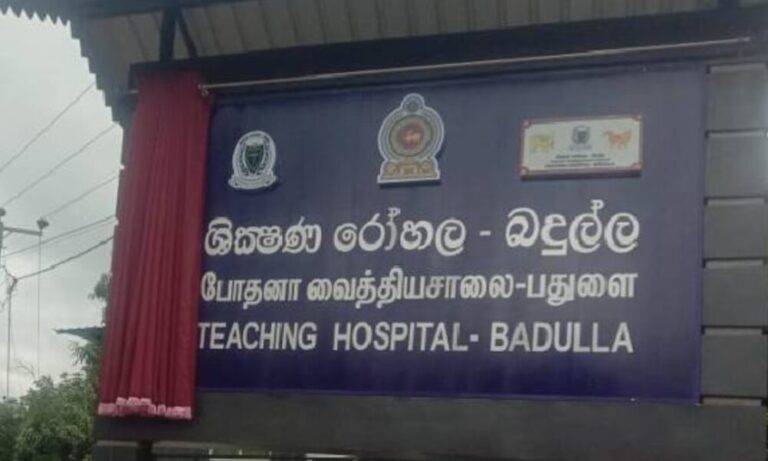 ශික්ෂණ රෝහල - බදුල්ල
போதனா வைத்தியசாலை-பதுளை
TEACHING HOSPITAL- BADULLA